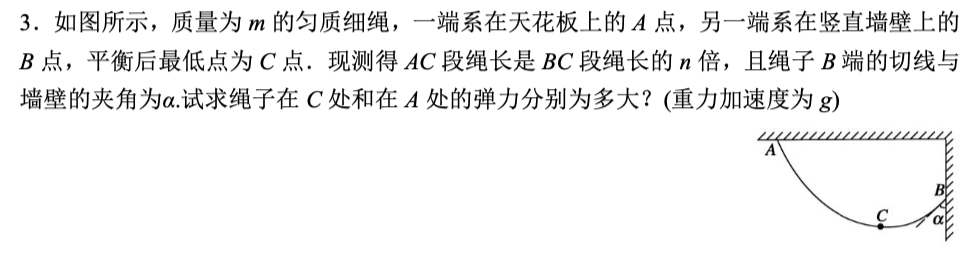 3．如图所示，质量为 m 的匀质细绳，一端系在天花板上的 A 点，另一端系在竖直墙壁上的
B 点，平衡后最低点为 C 点．现测得 AC 段绳长是 BC 段绳长的 n 倍，且绳子 B 端的切线与
墙壁的夹角为α.试求绳子在 C 处和在 A 处的弹力分别为多大？(重力加速度为 g)
A
B
C
α